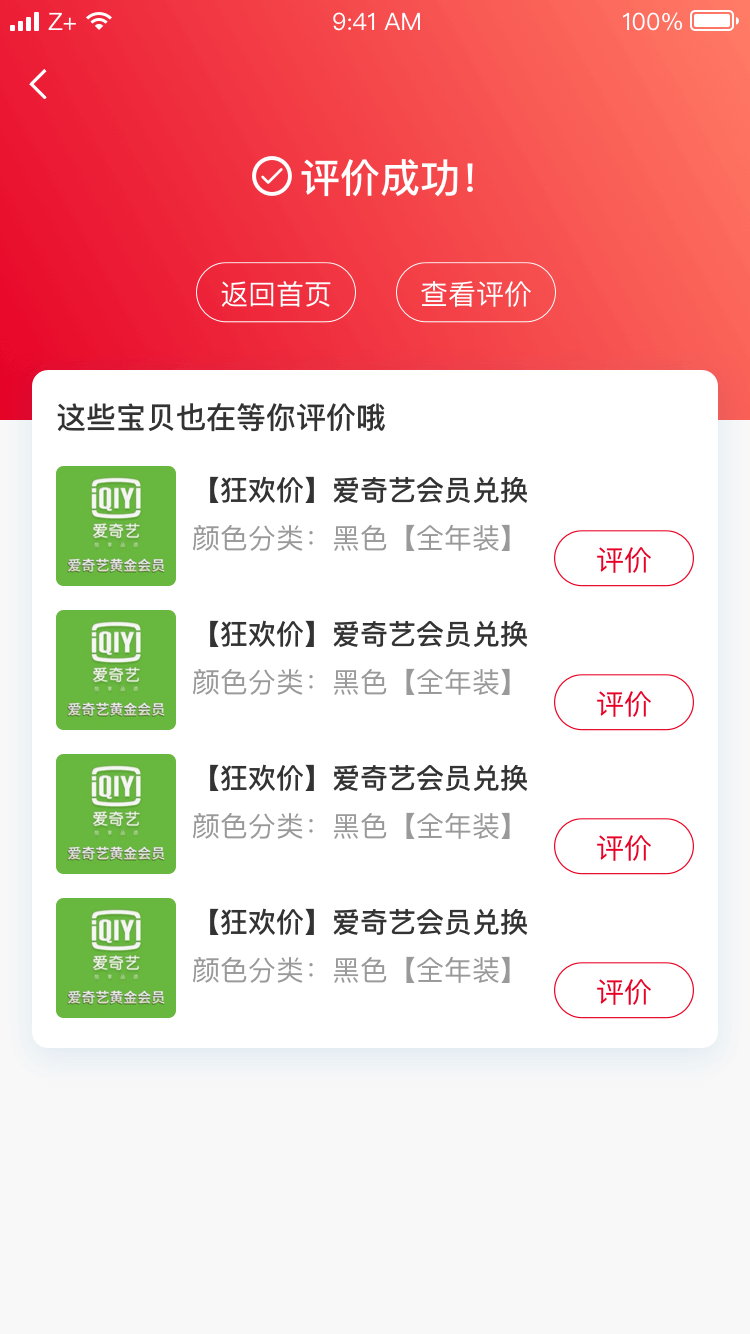 Z+ 9:41 AM 100%
评价成功！
返回首页 查看评价
这些宝贝也在等你评价哦
iQIYI
爱奇艺
爱奇艺黄金会员
【狂欢价】爱奇艺会员兑换
颜色分类：黑色【全年装】
评价
iQIYI
爱奇艺
爱奇艺黄金会员
【狂欢价】爱奇艺会员兑换
颜色分类：黑色【全年装】
评价
iQIYI
爱奇艺
爱奇艺黄金会员
【狂欢价】爱奇艺会员兑换
颜色分类：黑色【全年装】
评价
iQIYI
爱奇艺
爱奇艺黄金会员
【狂欢价】爱奇艺会员兑换
颜色分类：黑色【全年装】
评价